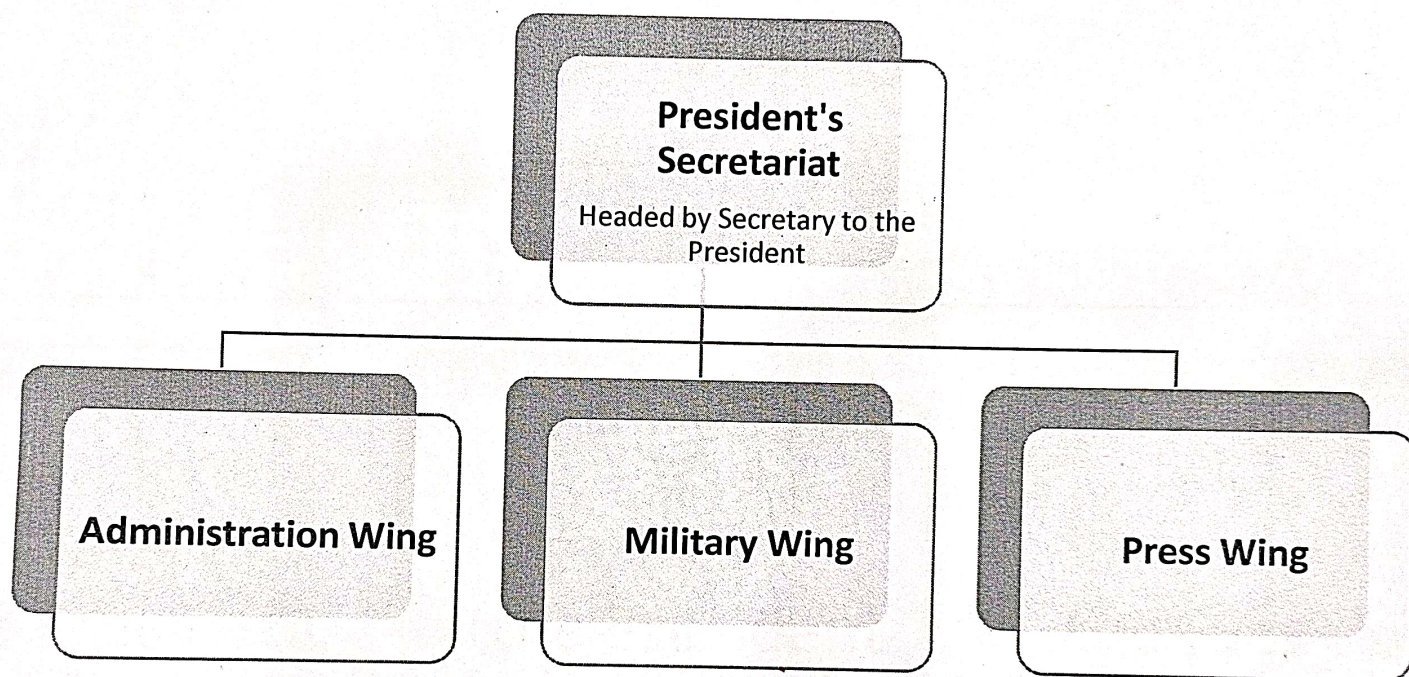 President's
Secretariat
Headed by Secretary to the
President
Administration Wing
Military Wing
Press Wing